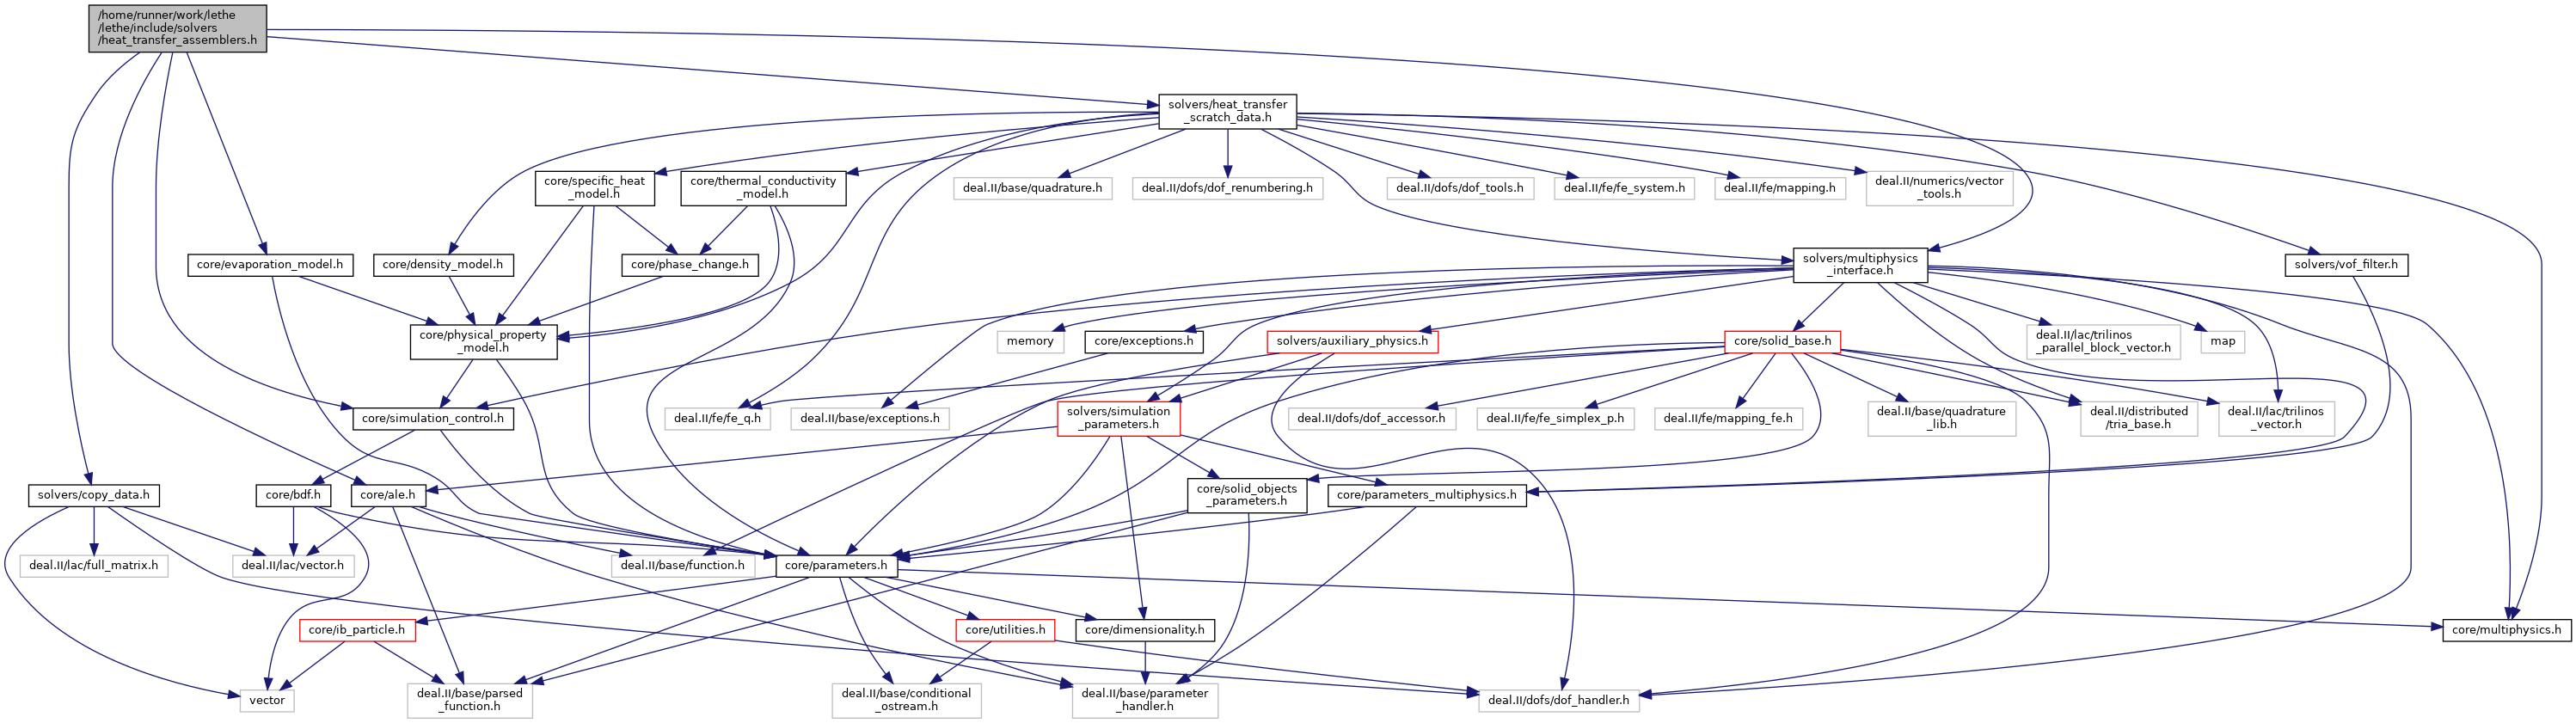 /home/runner/work/lethe
/lethe/include/solvers
/heat_transfer_assemblers.h
solvers/heat_transfer
_scratch_data.h
core/specific_heat
_model.h
core/thermal_conductivity
_model.h
deal.II/base/quadrature.h
deal.II/dofs/dof_renumbering.h
deal.II/dofs/dof_tools.h
deal.II/fe/fe_system.h
deal.II/fe/mapping.h
deal.II/numerics/vector
_tools.h
core/evaporation_model.h
core/density_model.h
core/phase_change.h
solvers/multiphysics
_interface.h
solvers/vof_filter.h
core/physical_property
_model.h
memory
core/exceptions.h
solvers/auxiliary_physics.h
core/solid_base.h
deal.II/lac/trilinos
_parallel_block_vector.h
map
core/simulation_control.h
deal.II/fe/fe_q.h
deal.II/base/exceptions.h
solvers/simulation
_parameters.h
deal.II/dofs/dof_accessor.h
deal.II/fe/fe_simplex_p.h
deal.II/fe/mapping_fe.h
deal.II/base/quadrature
_lib.h
deal.II/distributed
/tria_base.h
deal.II/lac/trilinos
_vector.h
solvers/copy_data.h
core/bdf.h
core/ale.h
core/solid_objects
_parameters.h
core/parameters_multiphysics.h
deal.II/lac/full_matrix.h
deal.II/lac/vector.h
deal.II/base/function.h
core/parameters.h
core/ib_particle.h
core/utilities.h
core/dimensionality.h
core/multiphysics.h
vector
deal.II/base/parsed
_function.h
deal.II/base/conditional
_ostream.h
deal.II/base/parameter
_handler.h
deal.II/dofs/dof_handler.h